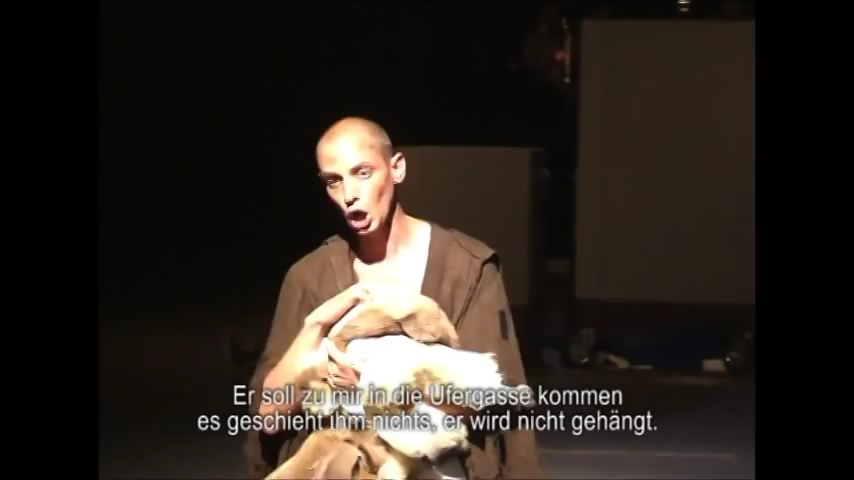 Er soll zu mir in die Ufergasse kommen
es geschieht ihm nichts, er wird nicht gehängt.